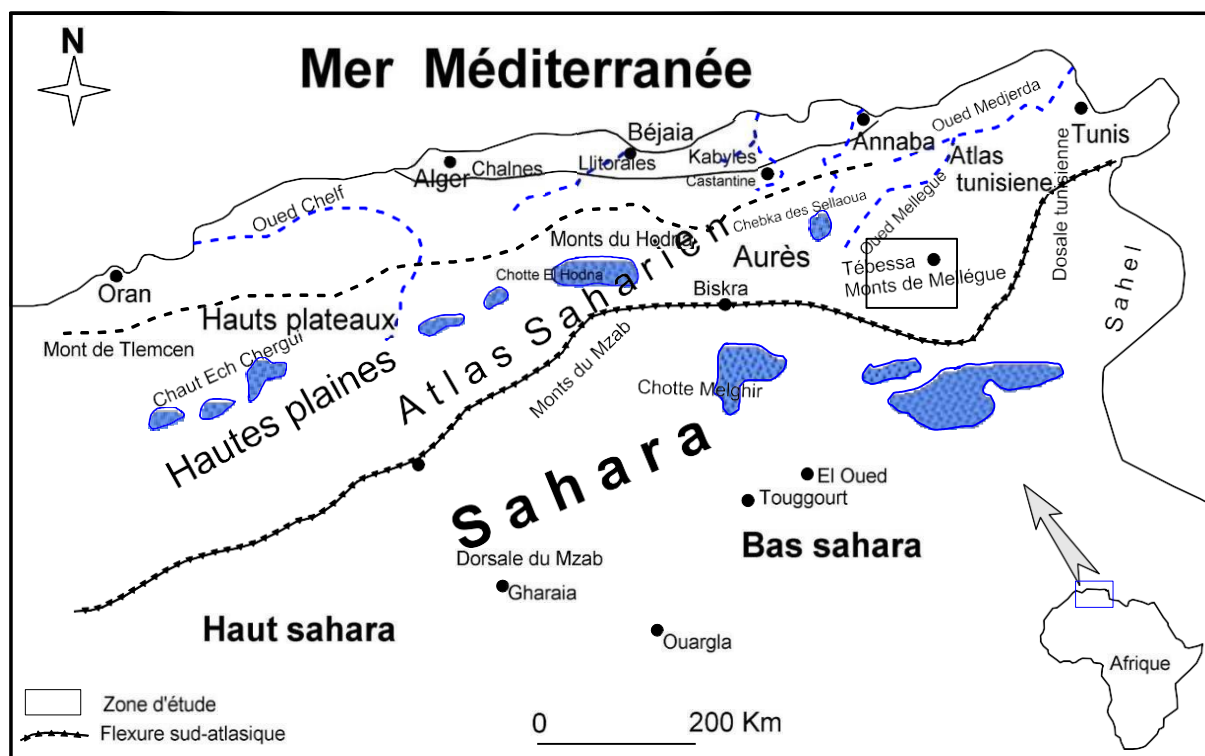 N
Mer Méditerranée
Oued Medjerda
Béjaia
Tunis
Annaba
Alger
Chalnes
Llitorales
Kabyles
Castantine
Atlas
tunisiene
Dosale tunisienne
Oued Chelf
Chebka des Sellaoua
Oued Mellegue
Monts du Hodna
Aurès
Chotte El Hodna
Tébessa
Monts de Mellégue
Oran
Biskra
Hauts plateaux
Atlas Saharien
Sahel
Mont de Tlemcen
Chaut Ech Chergui
Monts du Mzab
Hautes plaines
Chotte Melghir
Sahara
El Oued
Touggourt
Bas sahara
Dorsale du Mzab
Gharaia
Haut sahara
Ouargla
Afrique
Zone d'étude
Flexure sud-atlasique
0 200 Km